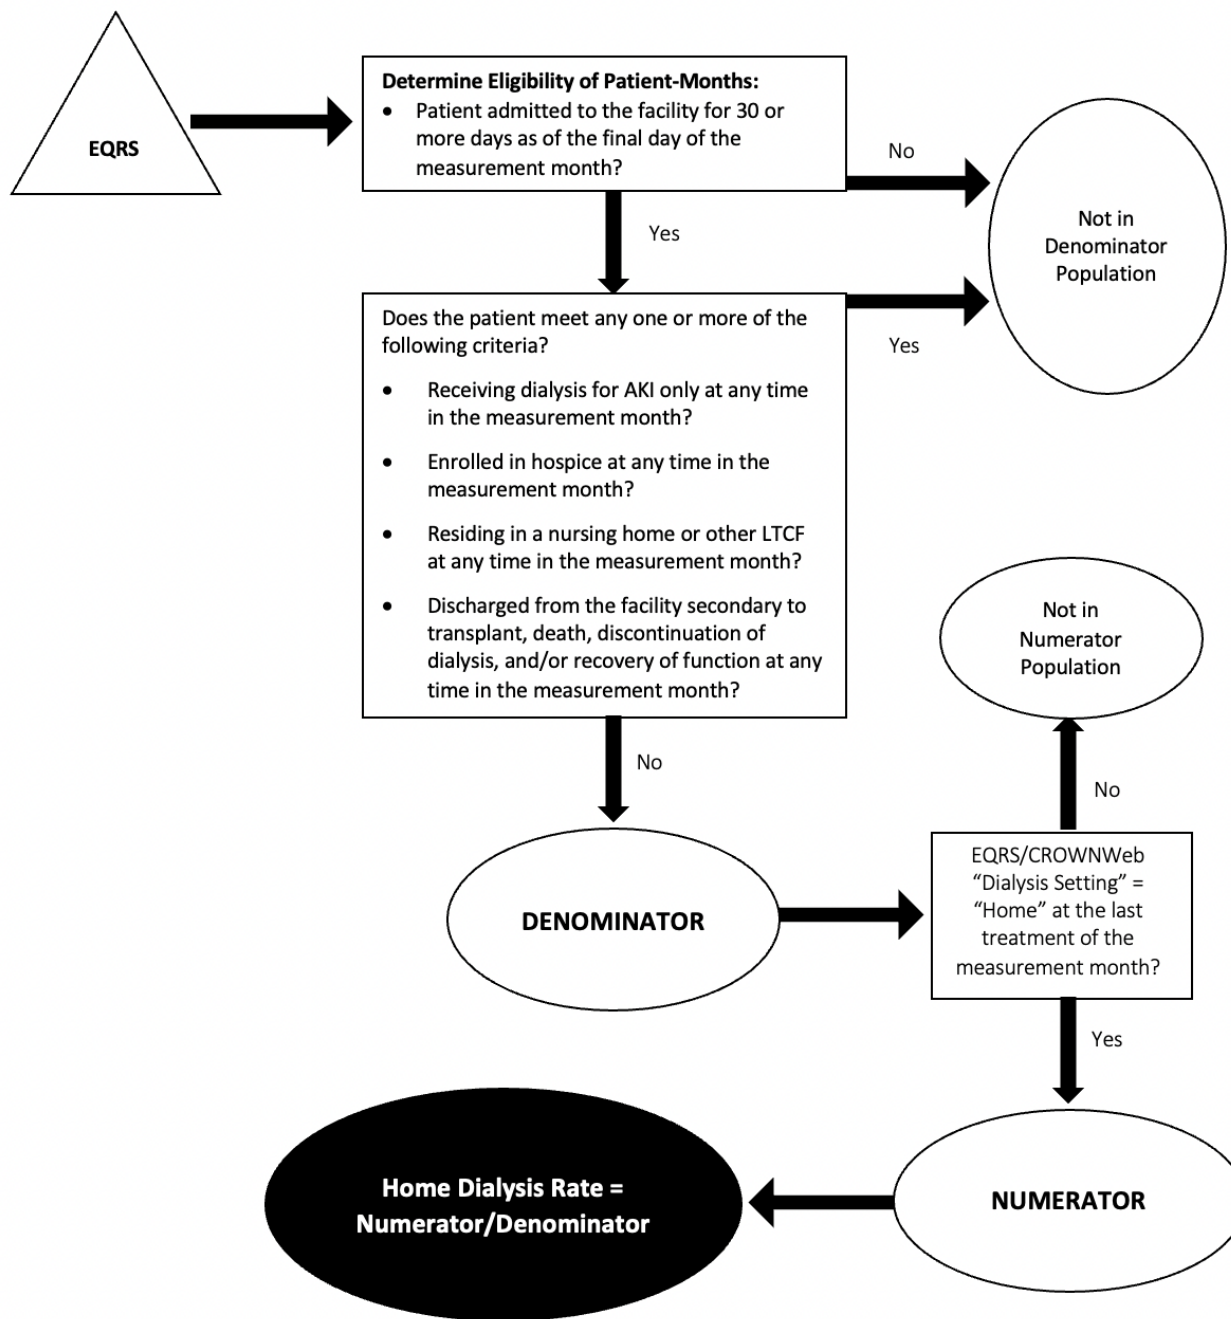 EQRS
Determine Eligibility of Patient-Months:
• Patient admitted to the facility for 30 or
more days as of the final day of the
measurement month?
No
Not in
Denominator
Population
Yes
Yes
Does the patient meet any one or more of the
following criteria?
• Receiving dialysis for AKI only at any time
in the measurement month?
• Enrolled in hospice at any time in the
measurement month?
• Residing in a nursing home or other LTCF
at any time in the measurement month?
• Discharged from the facility secondary to
transplant, death, discontinuation of
dialysis, and/or recovery of function at any
time in the measurement month?
No
DENOMINATOR
EQRS/CROWNWeb
“Dialysis Setting” =
“Home” at the last
treatment of the
measurement month?
No
Not in
Numerator
Population
Yes
NUMERATOR
Home Dialysis Rate =
Numerator/Denominator